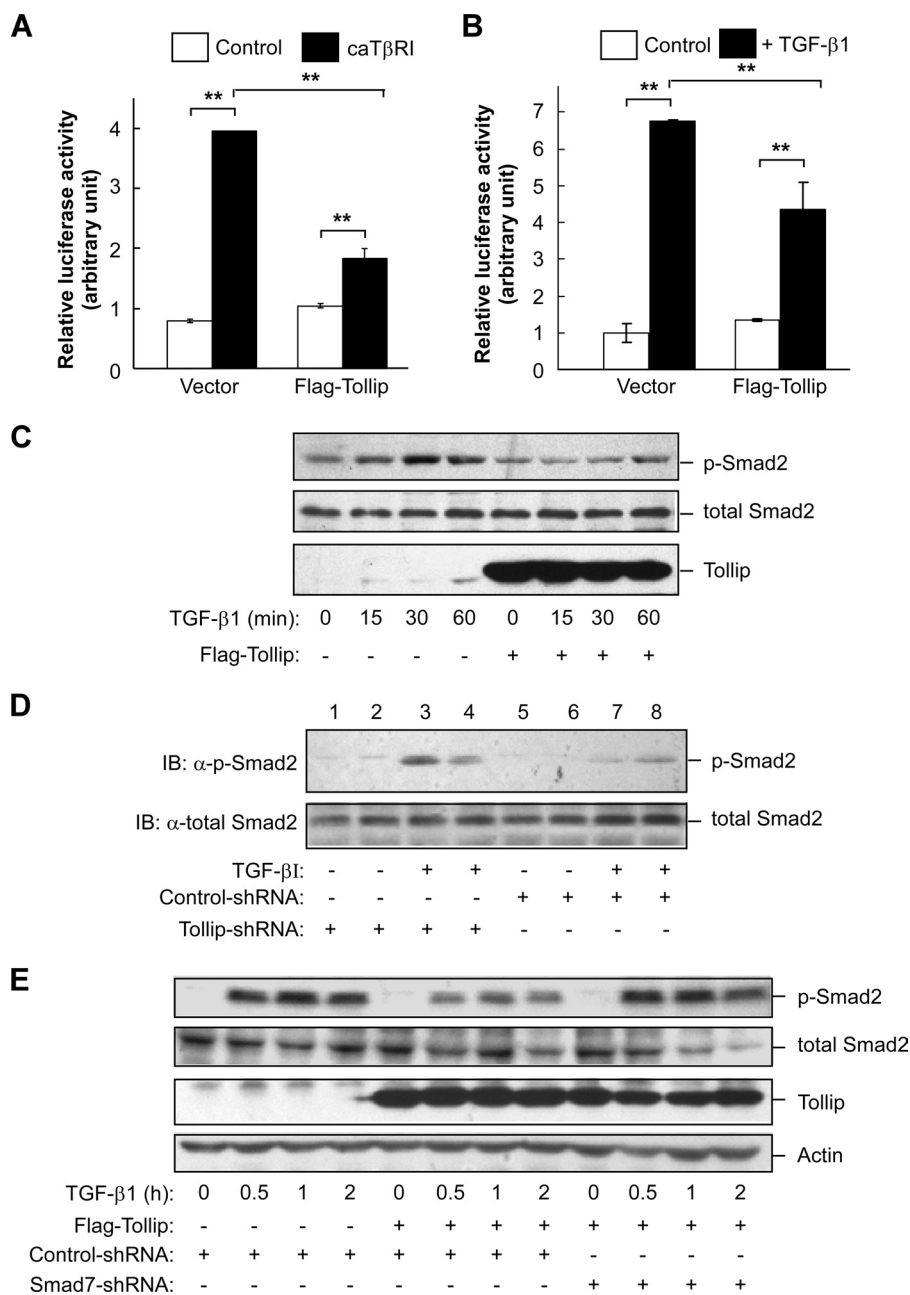 A
Control
caTβRI
**
**
**
Relative luciferase activity
(arbitrary unit)
4
3
2
1
0
Vector
Flag-Tollip
B
Control
+ TGF-β1
**
**
**
Relative luciferase activity
(arbitrary unit)
7
6
5
4
3
2
1
0
Vector
Flag-Tollip
C
p-Smad2
total Smad2
Tollip
TGF-β1 (min): 0 15 30 60 0 15 30 60
Flag-Tollip: - - - - + + + +
D
1 2 3 4 5 6 7 8
IB: α-p-Smad2
p-Smad2
IB: α-total Smad2
total Smad2
TGF-βI: - - + + - - + +
Control-shRNA: - - - - + + + +
Tollip-shRNA: + + + + - - - -
E
p-Smad2
total Smad2
Tollip
Actin
TGF-β1 (h): 0 0.5 1 2 0 0.5 1 2 0 0.5 1 2
Flag-Tollip: - - - - + + + + + + + +
Control-shRNA: + + + + + + + + - - - -
Smad7-shRNA: - - - - - - - - + + + +